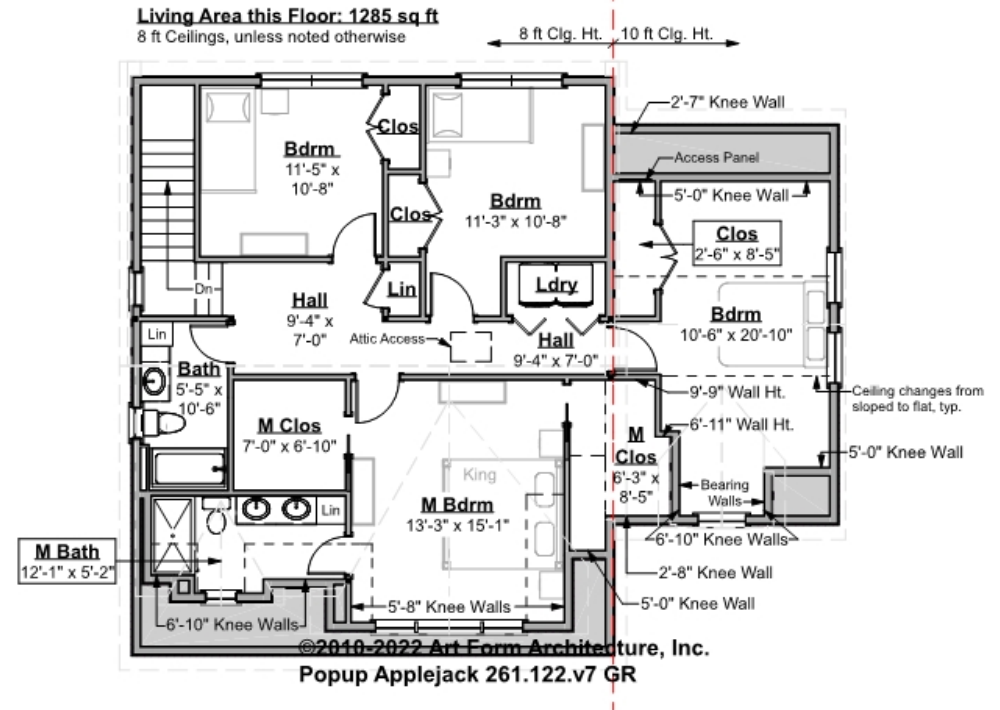 Living Area this Floor: 1285 sq ft
8 ft Ceilings, unless noted otherwise
8 ft Clg. Ht.
10 ft Clg. Ht.
2'-7" Knee Wall
Access Panel
5'-0" Knee Wall
Clos
Bdrm
11'-5" x
10'-8"
Clos
Bdrm
11'-3" x 10'-8"
Clos
2'-6" x 8'-5"
Dn
Hall
9'-4" x
7'-0"
Lin
Ldry
Bdrm
10'-6" x 20'-10"
Lin
Attic Access
Hall
9'-4" x 7'-0"
Bath
5'-5" x
10'-6"
9'-9" Wall Ht.
Ceiling changes from
sloped to flat, typ.
M Clos
7'-0" x 6'-10"
6'-11" Wall Ht.
M
Clos
6'-3" x
8'-5"
5'-0" Knee Wall
King
Bearing
Walls
M Bdrm
13'-3" x 15'-1"
Lin
6'-10" Knee Walls
M Bath
12'-1" x 5'-2"
2'-8" Knee Wall
5'-0" Knee Wall
5'-8" Knee Walls
6'-10" Knee Walls
©2010-2022 Art Form Architecture, Inc.
Popup Applejack 261.122.v7 GR